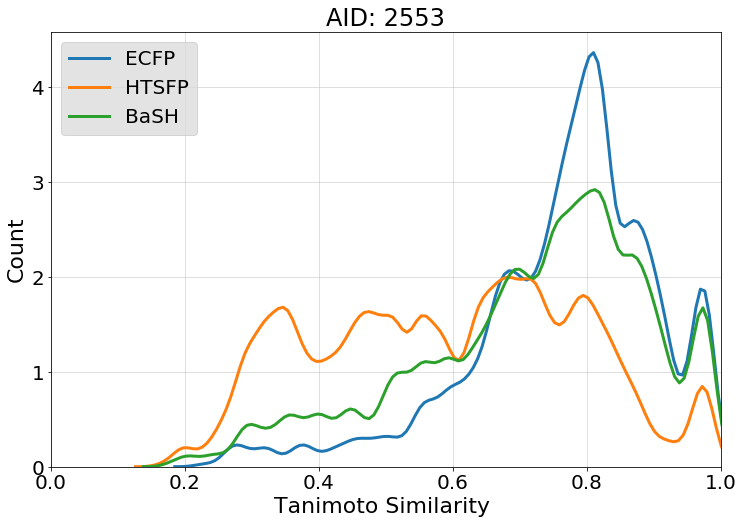 AID: 2553
ECFP
HTSFP
BaSH
Count
4
3
2
1
0
0.0 0.2 0.4 0.6 0.8 1.0
Tanimoto Similarity